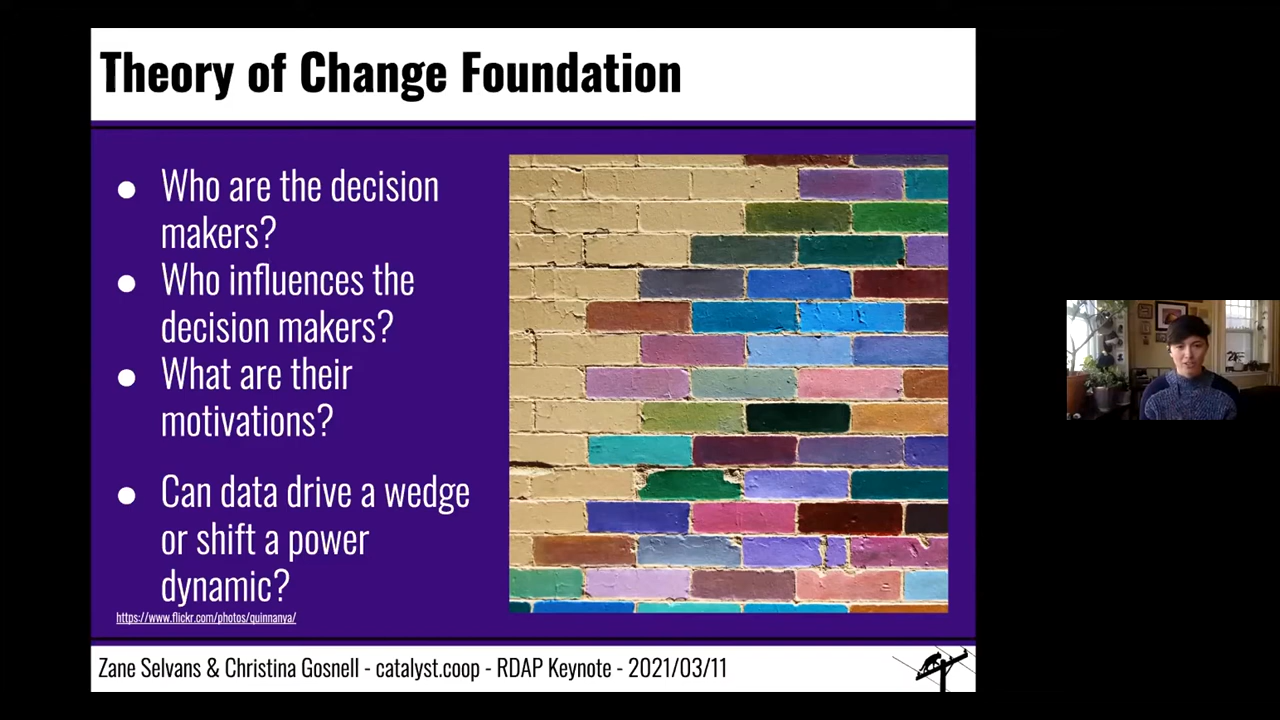 Theory of Change Foundation
● Who are the decision
makers?
● Who influences the
decision makers?
● What are their
motivations?
● Can data drive a wedge
or shift a power
dynamic?
https://www.flickr.com/photos/quinnanya/
Zane Selvans & Christina Gosnell - catalyst.coop - RDAP Keynote - 2021/03/11